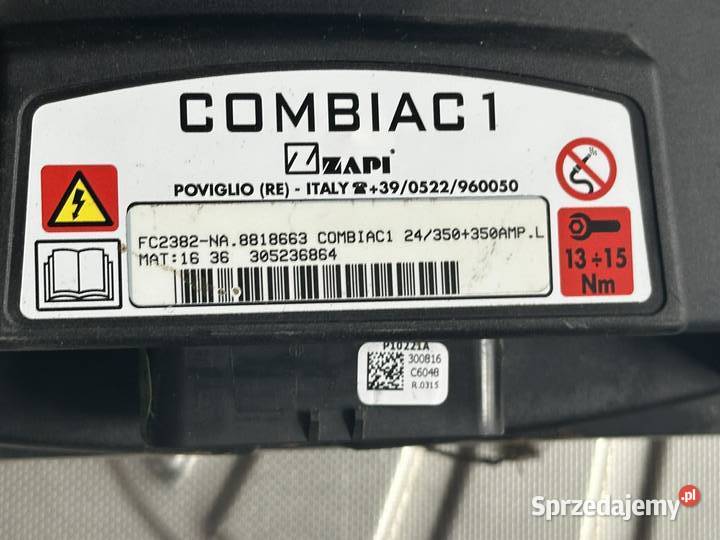 COMBIAC1
ZAPI
POVIGLIO (RE) - ITALY ☎+39/0522/960050
FC2382-NA.8818663 COMBIAC1 24/350+350AMP.L
MAT:16 36 305236864
13÷15
Nm
P10221A
300816
C6048
R.0315
Sprzedajemy.pl